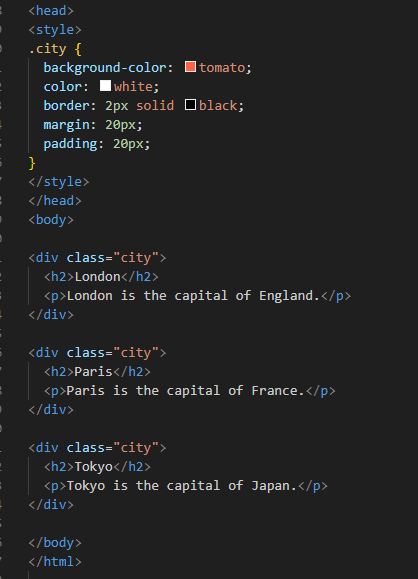 <head>
<style>
.city {
  background-color: tomato;
  color: white;
  border: 2px solid black;
  margin: 20px;
  padding: 20px;
}
</style>
</head>
<body>

<div class="city">
  <h2>London</h2>
  <p>London is the capital of England.</p>
</div>

<div class="city">
  <h2>Paris</h2>
  <p>Paris is the capital of France.</p>
</div>

<div class="city">
  <h2>Tokyo</h2>
  <p>Tokyo is the capital of Japan.</p>
</div>

</body>
</html>